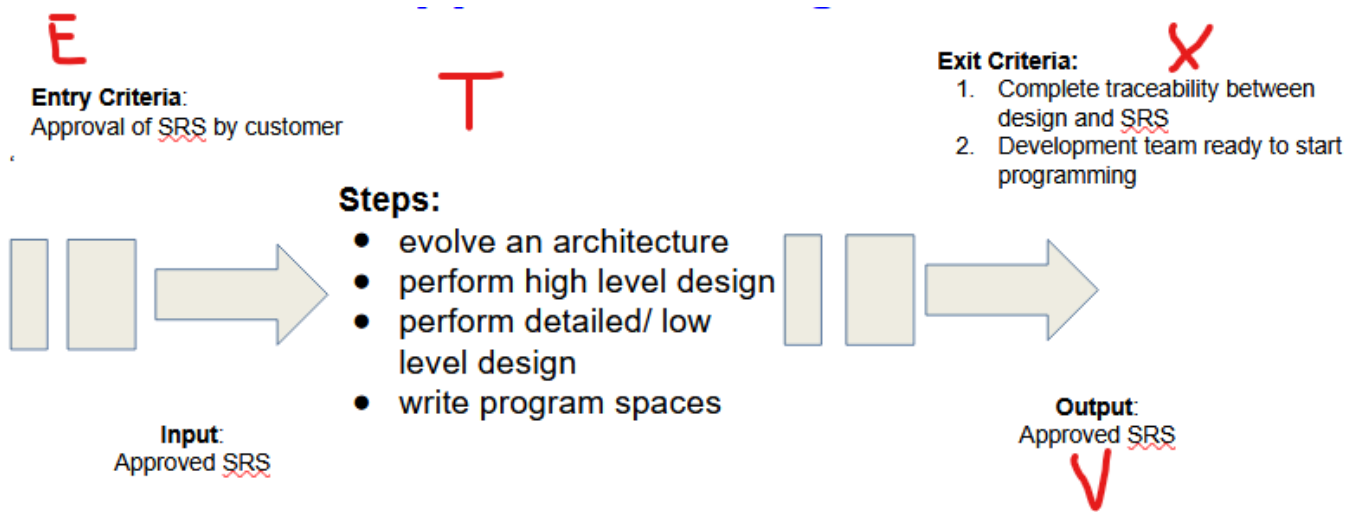 E
Entry Criteria:
Approval of SRS by customer
‘
T
X
Exit Criteria:
1. Complete traceability between
design and SRS
2. Development team ready to start
programming
Steps:
● evolve an architecture
● perform high level design
● perform detailed/ low
level design
● write program spaces
Input:
Approved SRS
Output:
Approved SRS
V